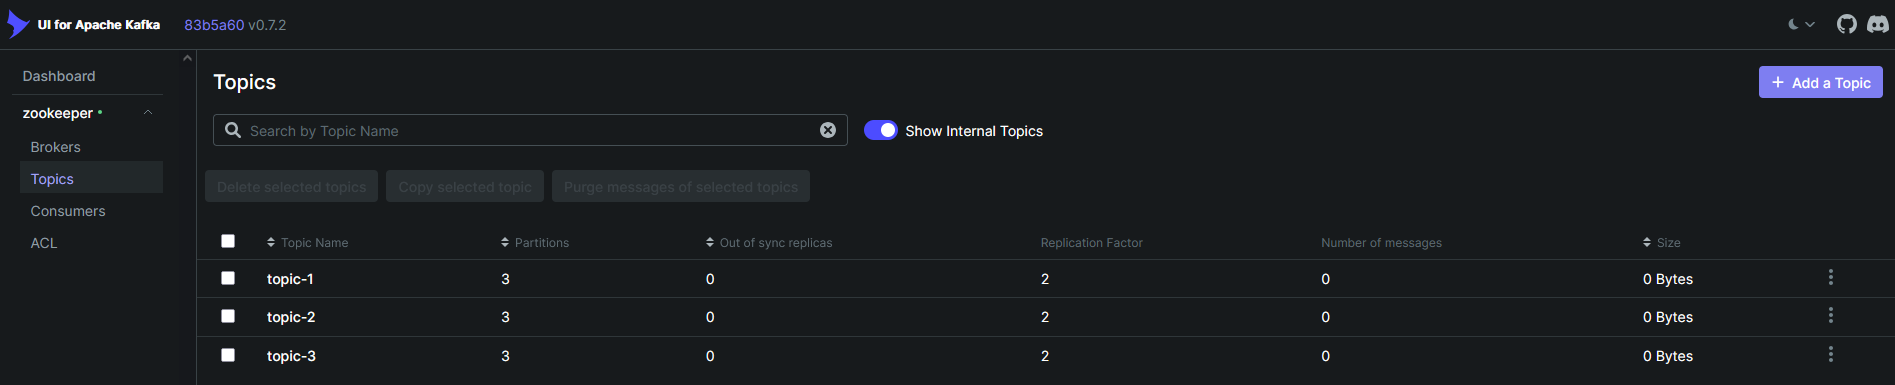 UI for Apache Kafka 83b5a60 v0.7.2
Dashboard
zookeeper
Brokers
Topics
Consumers
ACL
Topics
Add a Topic
Search by Topic Name
Show Internal Topics
Delete selected topics Copy selected topic Purge messages of selected topics
Topic Name Partitions Out of sync replicas Replication Factor Number of messages Size
topic-1 3 0 2 0 0 Bytes
topic-2 3 0 2 0 0 Bytes
topic-3 3 0 2 0 0 Bytes